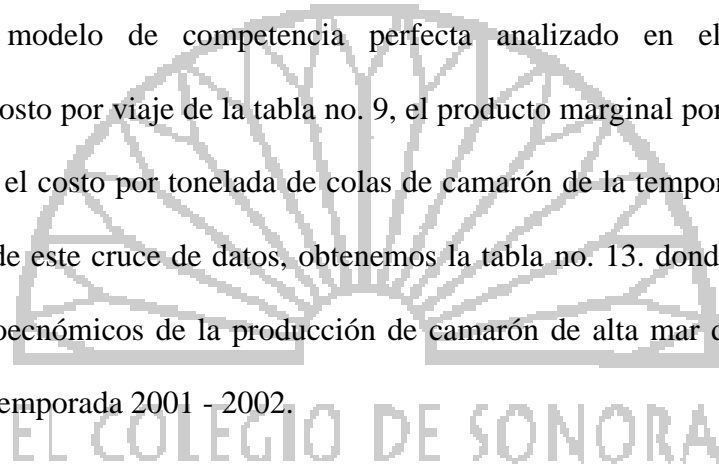 modelo de competencia perfecta analizado en el
osto por viaje de la tabla no. 9, el producto marginal por
el costo por tonelada de colas de camarón de la tempor
de este cruce de datos, obtenemos la tabla no. 13. dond
oecnómicos de la producción de camarón de alta mar d
emporada 2001 - 2002.
EL COLEGIO DE SONORA